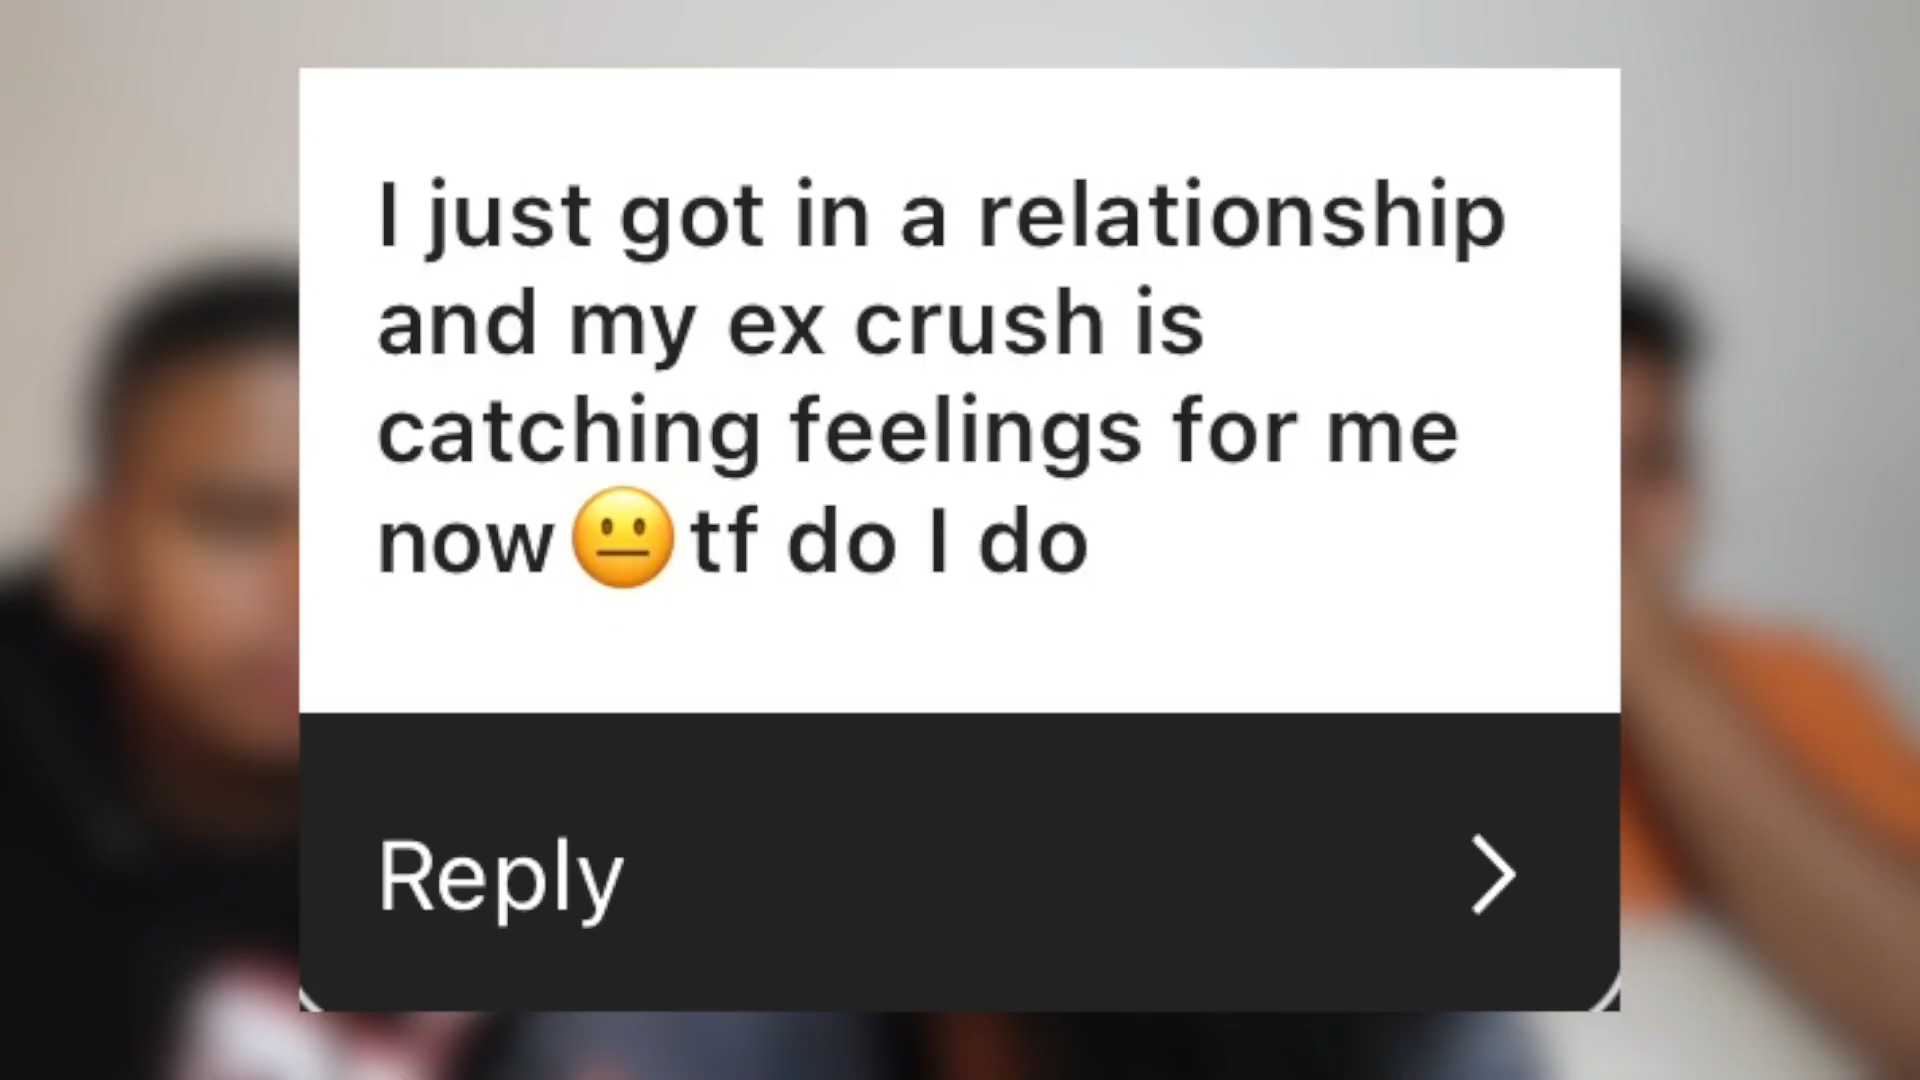 I just got in a relationship
and my ex crush is
catching feelings for me
now😐tf do I do
Reply